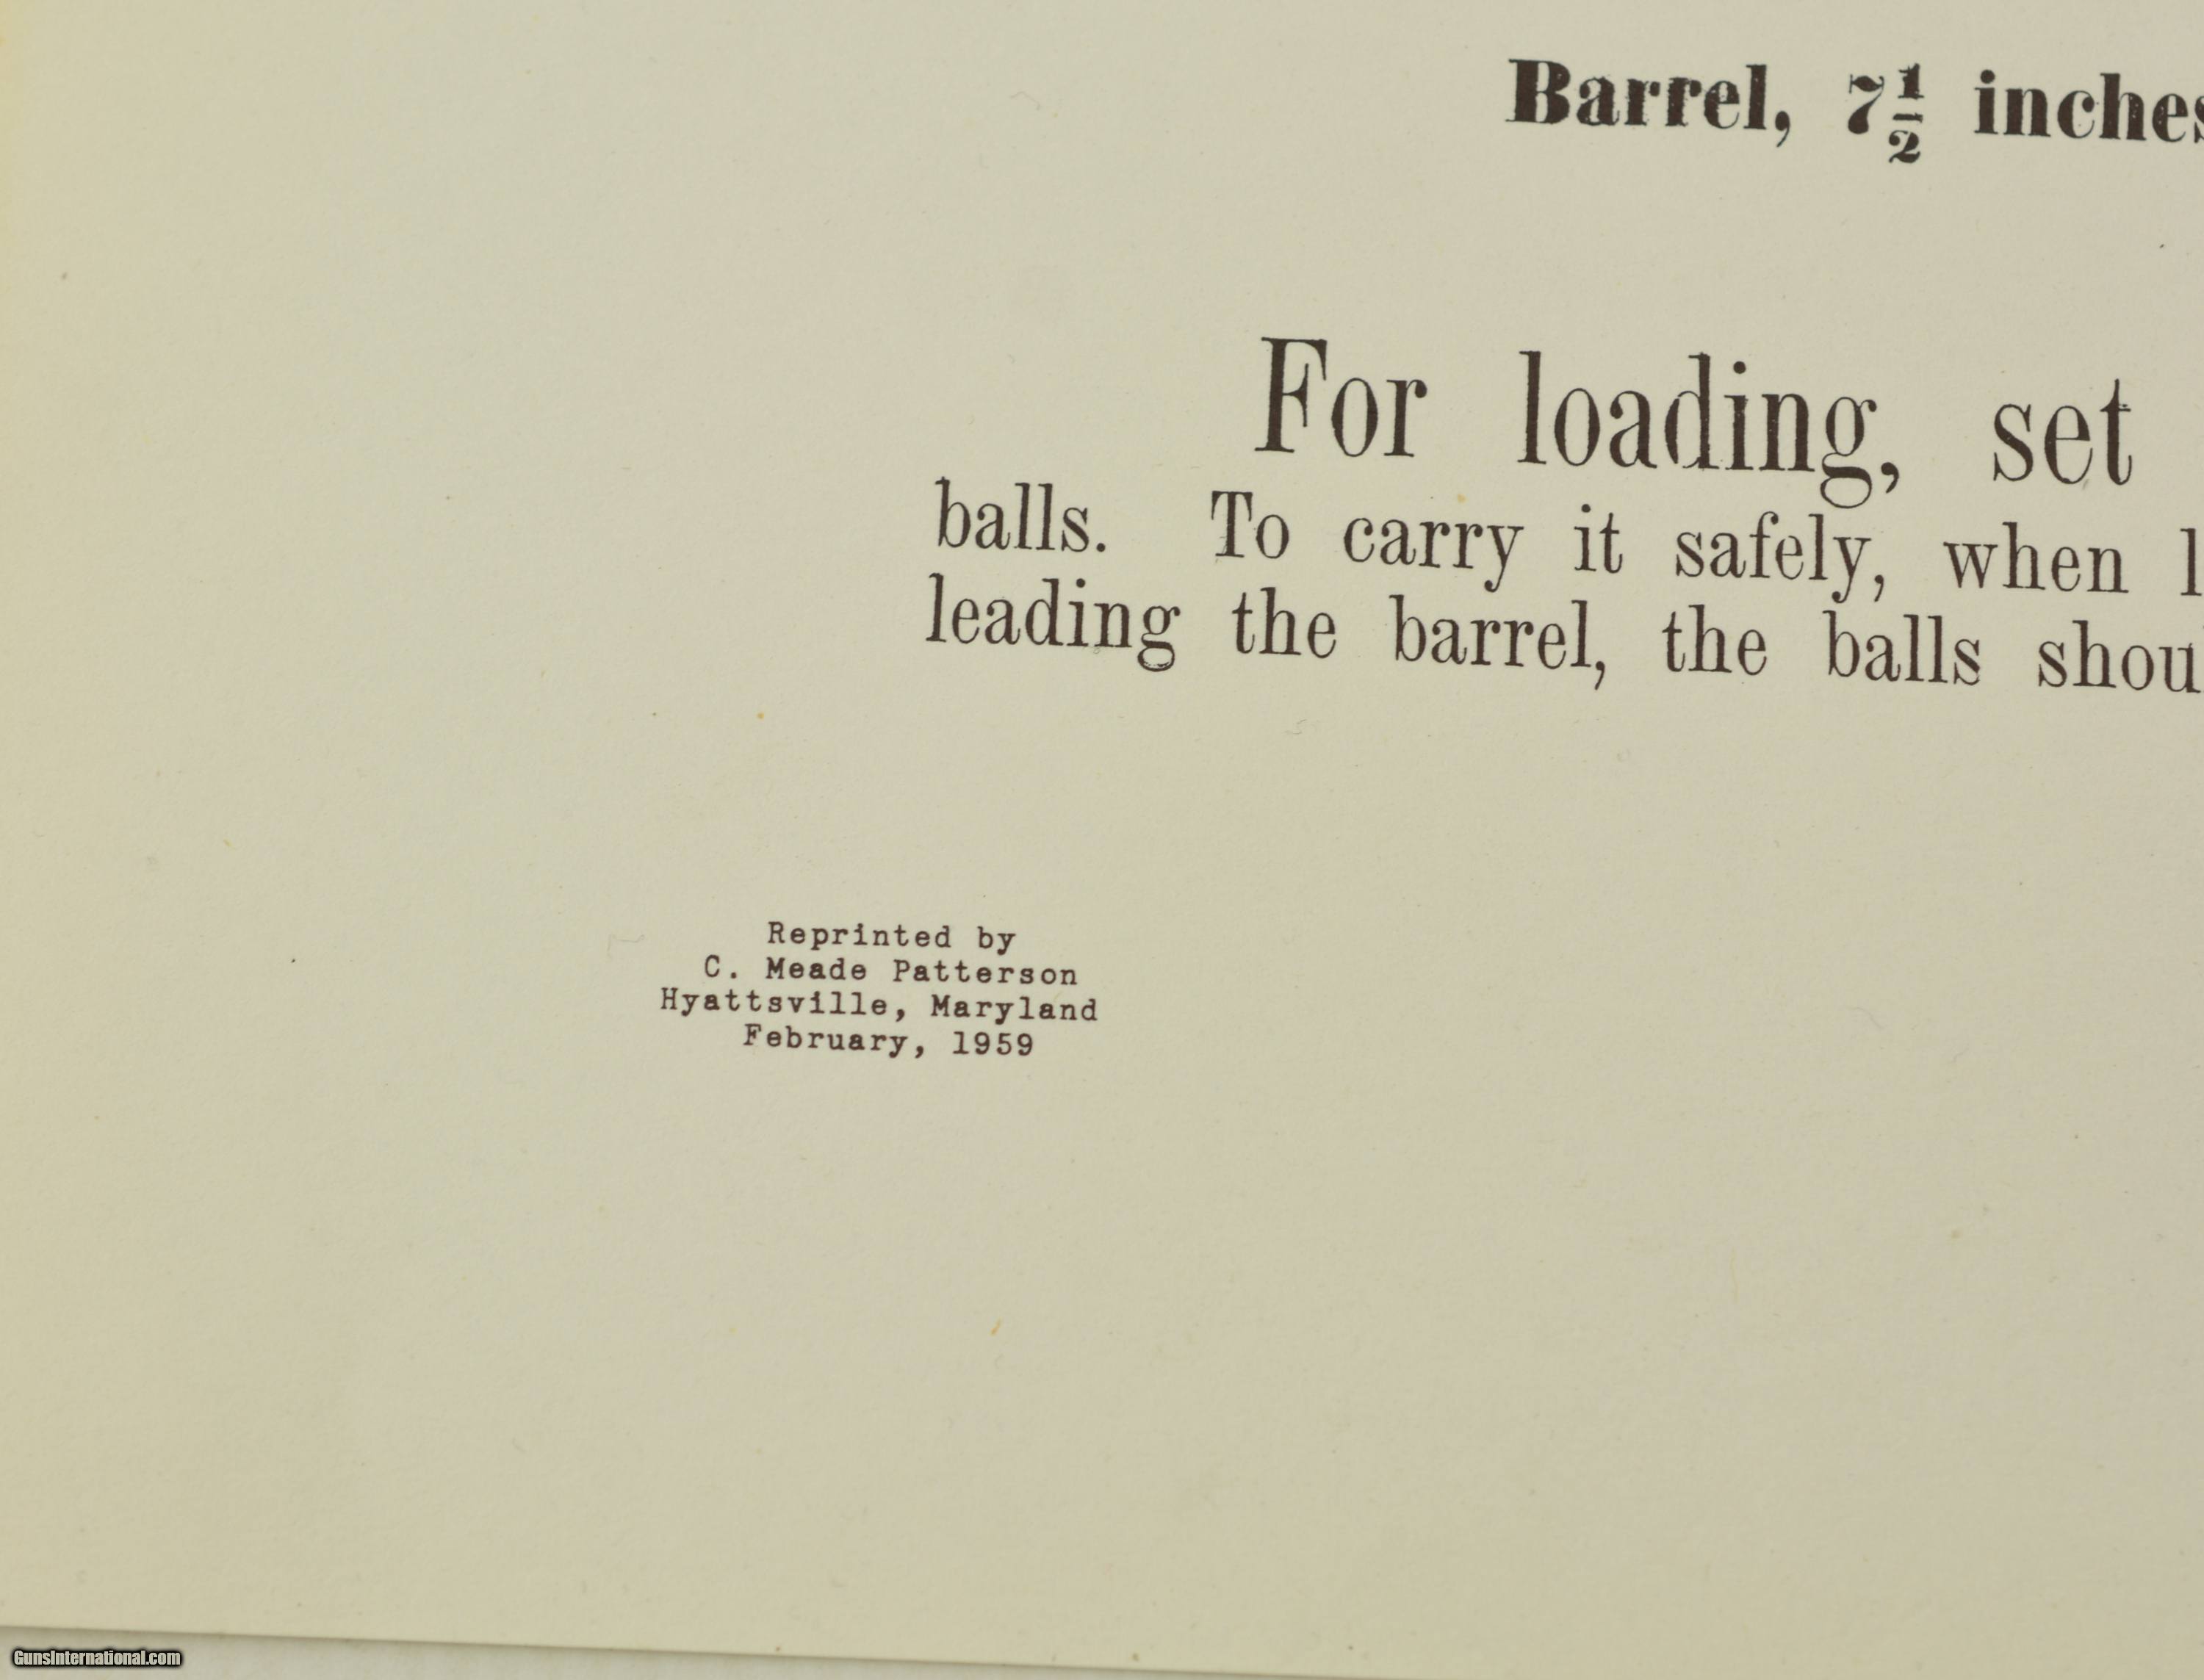 Barrel, 7½ inches
For loading, set
balls. To carry it safely, when
leading the barrel, the balls
Reprinted by
C. Meade Patterson
Hyattsville, Maryland
February, 1959
GunsInternational.com